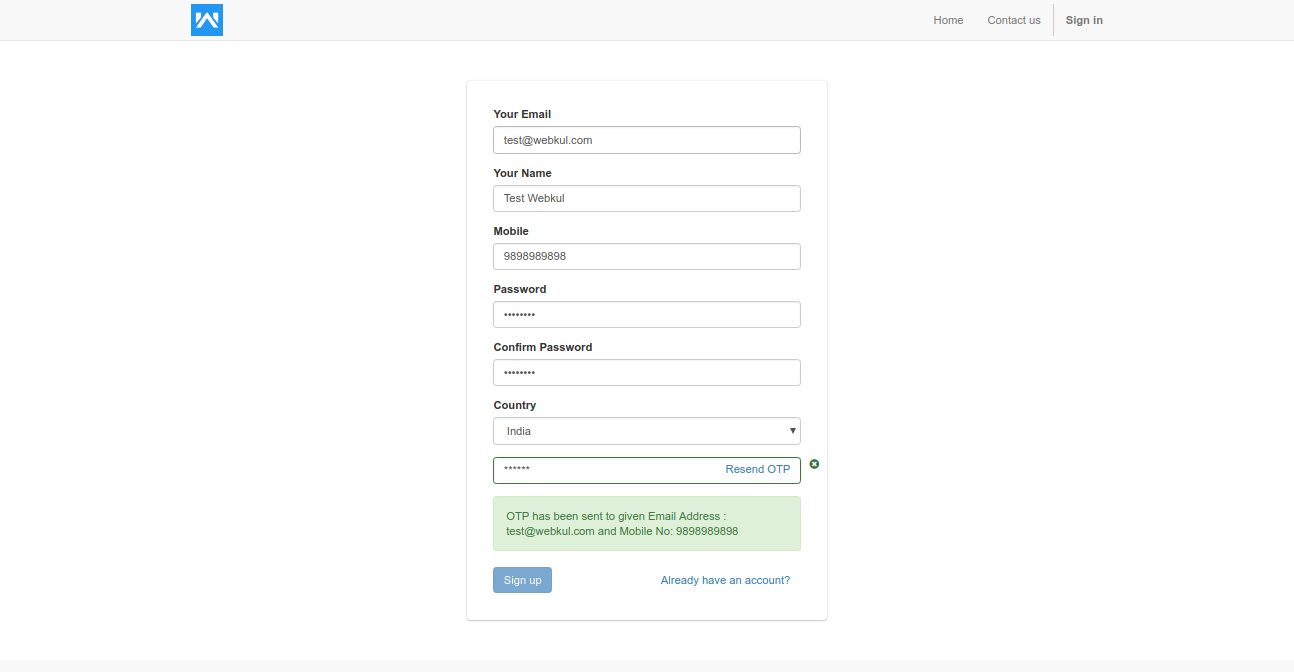 Home Contact us Sign in
Your Email
test@webkul.com
Your Name
Test Webkul
Mobile
9898989898
Password
••••••••
Confirm Password
••••••••
Country
India
****** Resend OTP
OTP has been sent to given Email Address :
test@webkul.com and Mobile No: 9898989898
Sign up Already have an account?